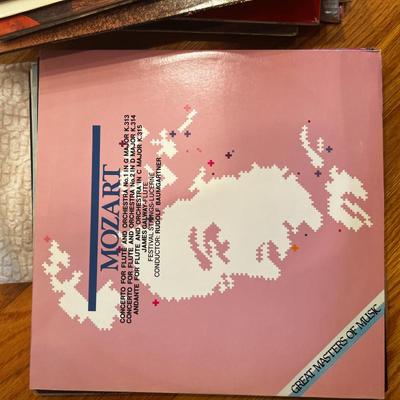 MOZART
CONCERTO FOR FLUTE AND ORCHESTRA No.1 IN G MAJOR K.313
CONCERTO FOR FLUTE AND ORCHESTRA No.2 IN D MAJOR K.314
ANDANTE FOR FLUTE AND ORCHESTRA IN C MAJOR K.315
JAAMES GALWAY-FLUTE
FESTIVAL STRINGS-LUCERNE
CONDUCTOR: RUDOLF BAUMGARTNER
GREAT MASTERS OF MUSIC